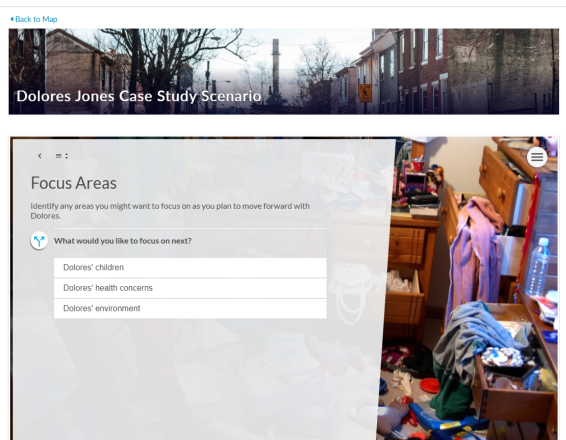 Back to Map
Dolores Jones Case Study Scenario
Focus Areas
Identify any areas you might want to focus on as you plan to move forward with
Dolores.
What would you like to focus on next?
Dolores' children
Dolores' health concerns
Dolores' environment